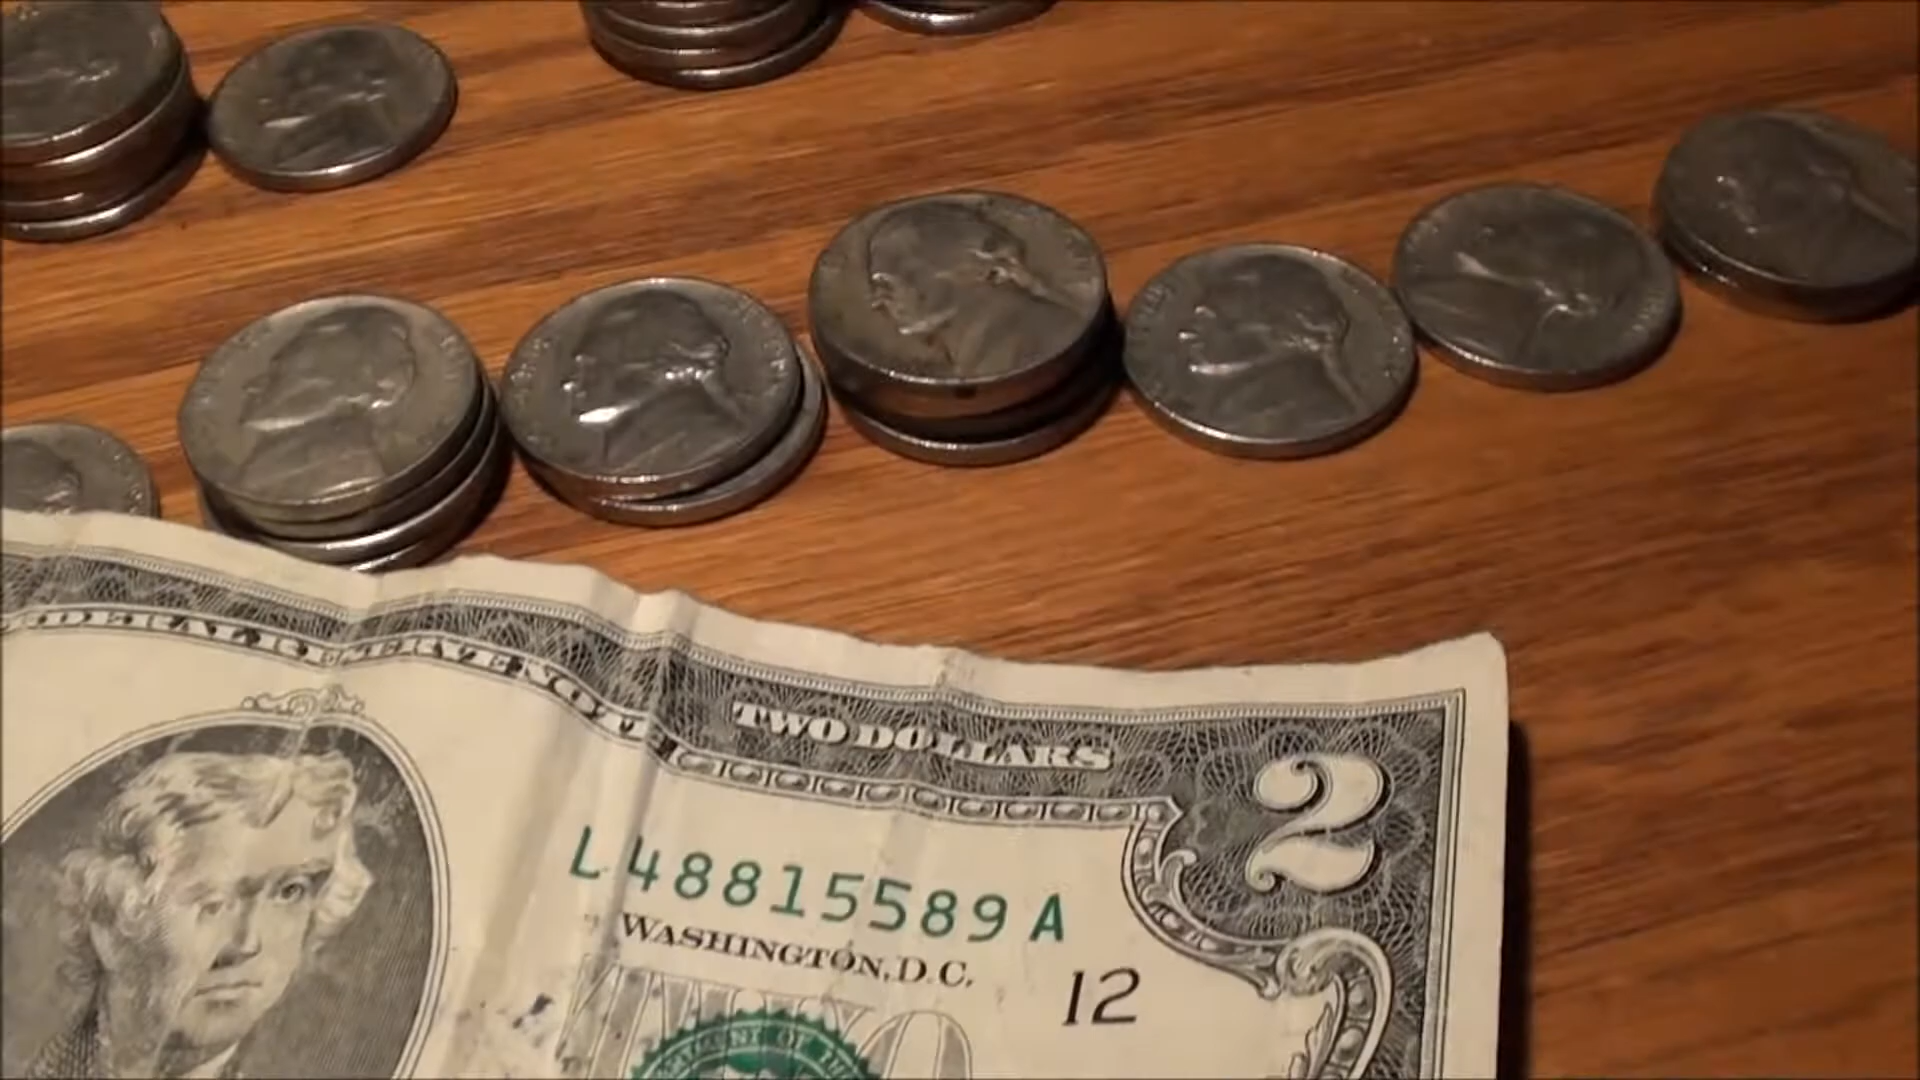 FEDERAL RESERVE NOTE
TWO DOLLARS
2
L 48815589 A
WASHINGTON, D.C.
12